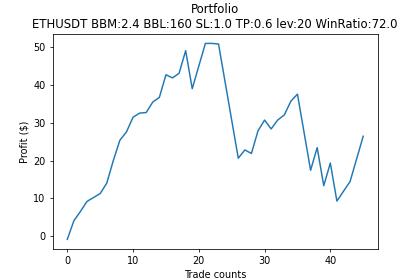 Portfolio
ETHUSDT BBM:2.4 BBL:160 SL:1.0 TP:0.6 lev:20 WinRatio:72.0
50
40
30
20
10
0
Profit ($)
0 10 20 30 40
Trade counts